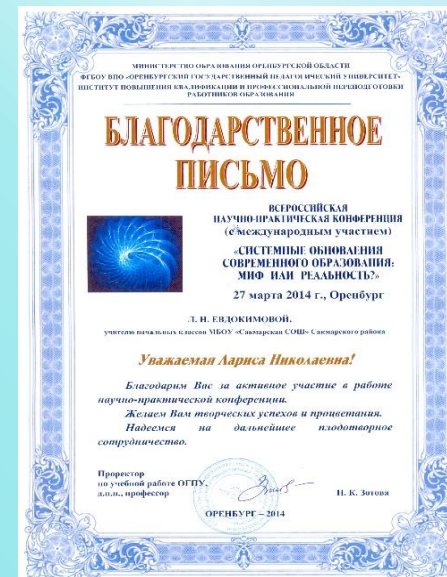 МИНИСТЕРСТВО ОБРАЗОВАНИЯ ОРЕНБУРГСКОЙ ОБЛАСТИ
ФГБОУ ВПО «ОРЕНБУРГСКИЙ ГОСУДАРСТВЕННЫЙ ПЕДАГОГИЧЕСКИЙ УНИВЕРСИТЕТ»
ИНСТИТУТ ПОВЫШЕНИЯ КВАЛИФИКАЦИИ И ПРОФЕССИОНАЛЬНОЙ ПЕРЕПОДГОТОВКИ
РАБОТНИКОВ ОБРАЗОВАНИЯ
БЛАГОДАРСТВЕННОЕ
ПИСЬМО
ВСЕРОССИЙСКАЯ
НАУЧНО-ПРАКТИЧЕСКАЯ КОНФЕРЕНЦИЯ
(с международным участием)
«СИСТЕМНЫЕ ОБНОВЛЕНИЯ
СОВРЕМЕННОГО ОБРАЗОВАНИЯ:
МИФ ИЛИ РЕАЛЬНОСТЬ?»
27 марта 2014 г., Оренбург
Л. Н. ЕВДОКИМОВОЙ,
учителю начальных классов МБОУ «Сакмарская СОШ» Сакмарского района
Уважаемая Лариса Николаевна!
Благодарим Вас за активное участие в работе
научно-практической конференции.
Желаем Вам творческих успехов и процветания.
Надеемся на дальнейшее плодотворное
сотрудничество.
Проректор
по учебной работе ОГПУ,
д.п.н., профессор
Н. К. Зотова
ОРЕНБУРГ – 2014